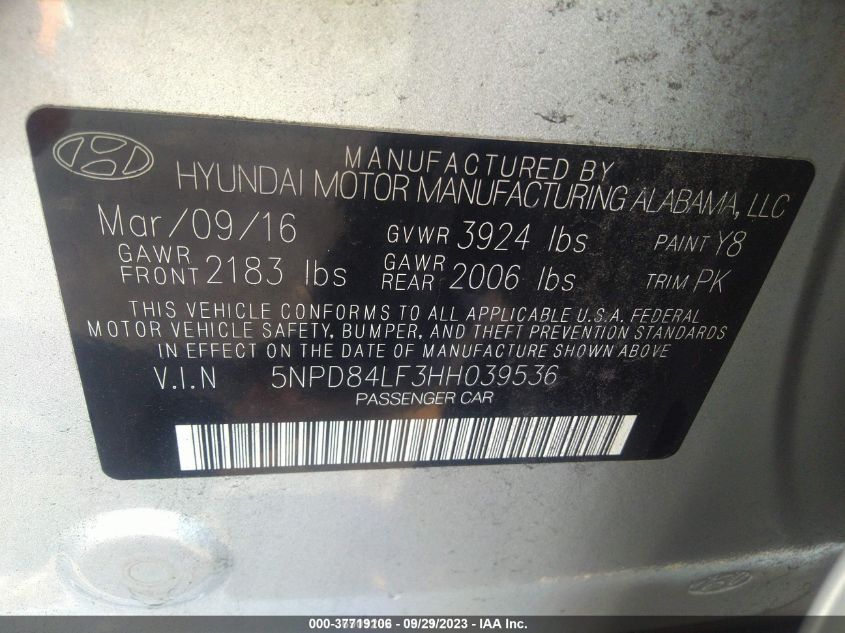 MANUFACTURED BY
HYUNDAI MOTOR MANUFACTURING ALABAMA, LLC
Mar/09/16 GVWR 3924 lbs PAINT Y8
GAWR FRONT 2183 lbs GAWR REAR 2006 lbs TRIM PK
THIS VEHICLE CONFORMS TO ALL APPLICABLE U.S.A. FEDERAL
MOTOR VEHICLE SAFETY, BUMPER, AND THEFT PREVENTION STANDARDS
IN EFFECT ON THE DATE OF MANUFACTURE SHOWN ABOVE.
V.I.N 5NPD84LF3HH039536
PASSENGER CAR
000-37719106 - 09/29/2023 - IAA Inc.